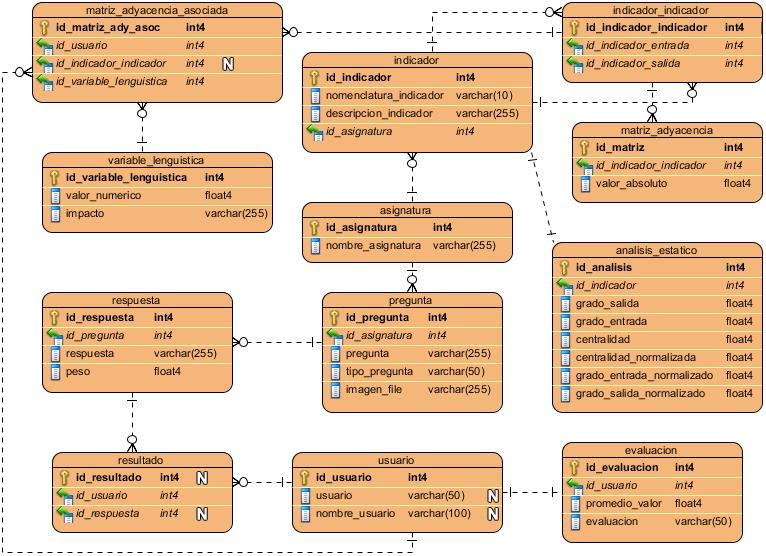 matriz_adyacencia_asociada
id_matriz_ady_asoc int4
id_usuario int4
id_indicador_indicador int4 N
id_variable_lenguistica int4
indicador_indicador
id_indicador_indicador int4
id_indicador_entrada int4
id_indicador_salida int4
indicador
id_indicador int4
nomenclatura_indicador varchar(10)
descripcion_indicador varchar(255)
id_asignatura int4
matriz_adyacencia
id_matriz int4
id_indicador_indicador int4
valor_absoluto float4
variable_lenguistica
id_variable_lenguistica int4
valor_numerico float4
impacto varchar(255)
asignatura
id_asignatura int4
nombre_asignatura varchar(255)
analisis_estatico
id_analisis int4
id_indicador int4
grado_salida float4
grado_entrada float4
centralidad float4
centralidad_normalizada float4
grado_entrada_normalizado float4
grado_salida_normalizado float4
respuesta
id_respuesta int4
id_pregunta int4
respuesta varchar(255)
peso float4
pregunta
id_pregunta int4
id_asignatura int4
pregunta varchar(255)
tipo_pregunta varchar(50)
imagen_file varchar(255)
resultado
id_resultado int4 N
id_usuario int4
id_respuesta int4 N
usuario
id_usuario int4
usuario varchar(50) N
nombre_usuario varchar(100) N
evaluacion
id_evaluacion int4
id_usuario int4
promedio_valor float4
evaluacion varchar(50)